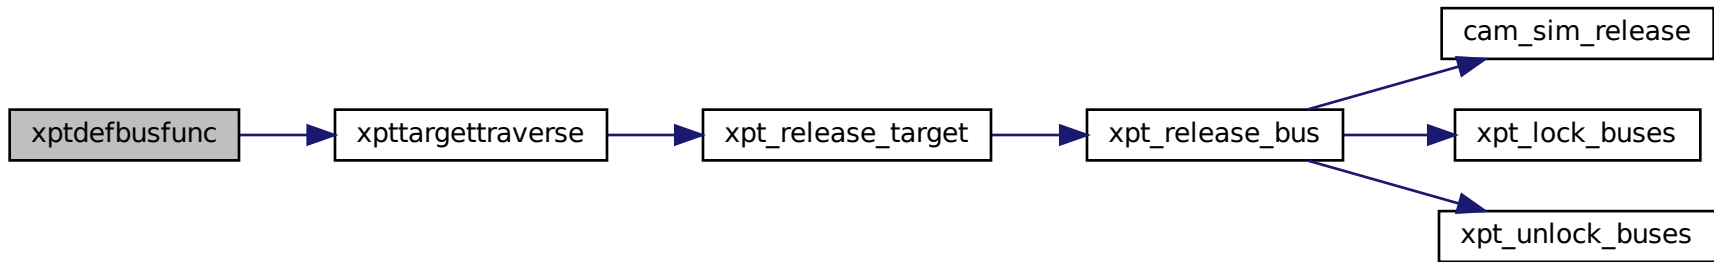 cam_sim_release
xptdefbusfunc
xpttargettraverse
xpt_release_target
xpt_release_bus
xpt_lock_buses
xpt_unlock_buses